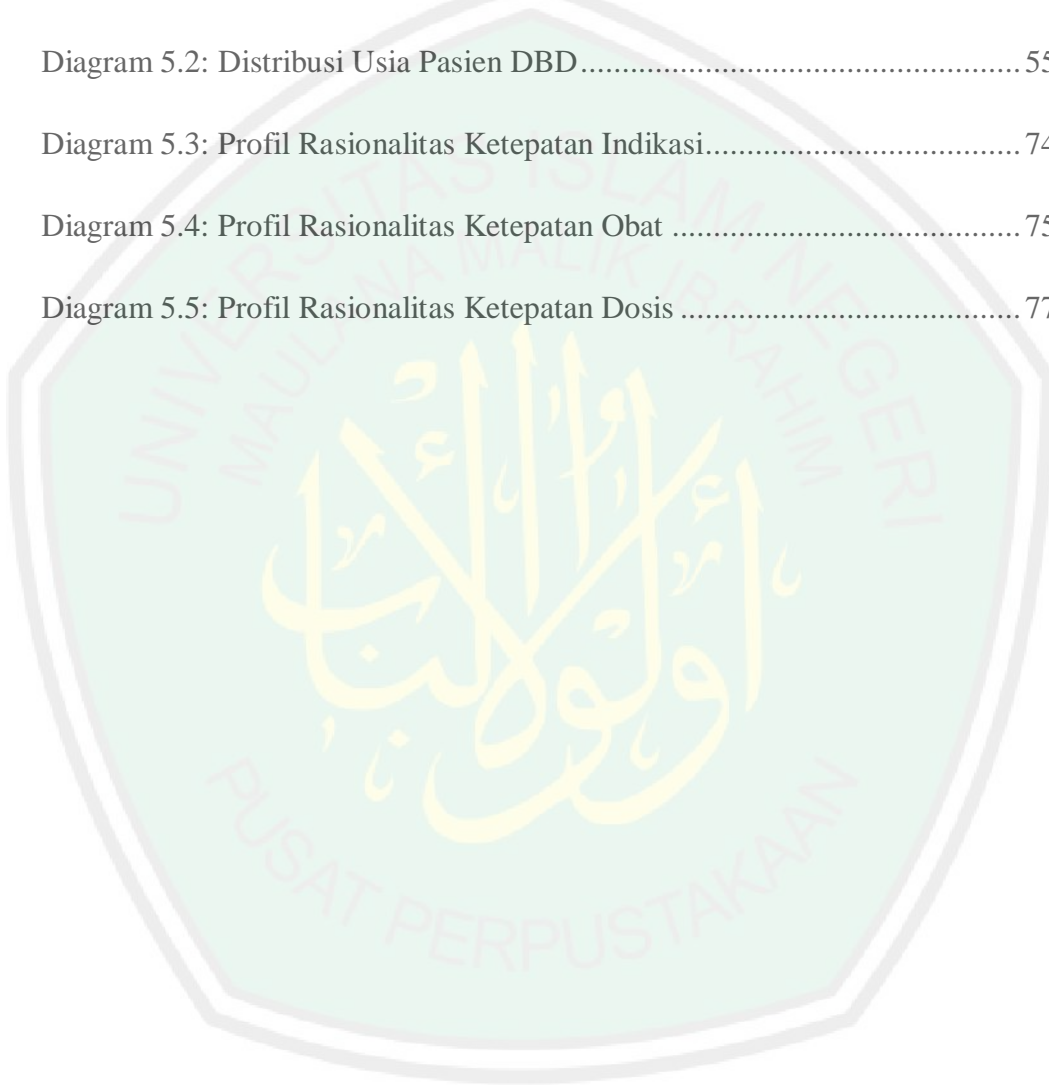 Diagram 5.2: Distribusi Usia Pasien DBD..................................................... 55
Diagram 5.3: Profil Rasionalitas Ketepatan Indikasi...................................... 74
Diagram 5.4: Profil Rasionalitas Ketepatan Obat .......................................... 75
Diagram 5.5: Profil Rasionalitas Ketepatan Dosis ......................................... 77
UNIVERSITAS ISLAM NEGERI
MAULANA MALIK IBRAHIM
أولوا الألباب
PUSAT PERPUSTAKAAN